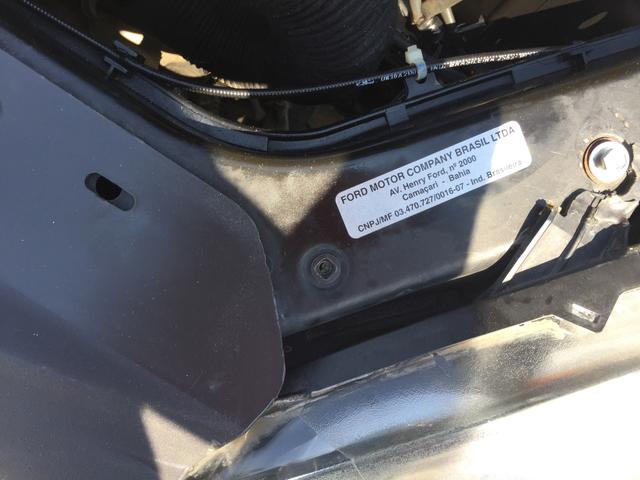 FORD MOTOR COMPANY BRASIL LTDA
AV. Henry Ford, nº 2000
Camaçari - Bahia
CNPJ/MF 03.470.727/0016-07 - Ind. Brasileira